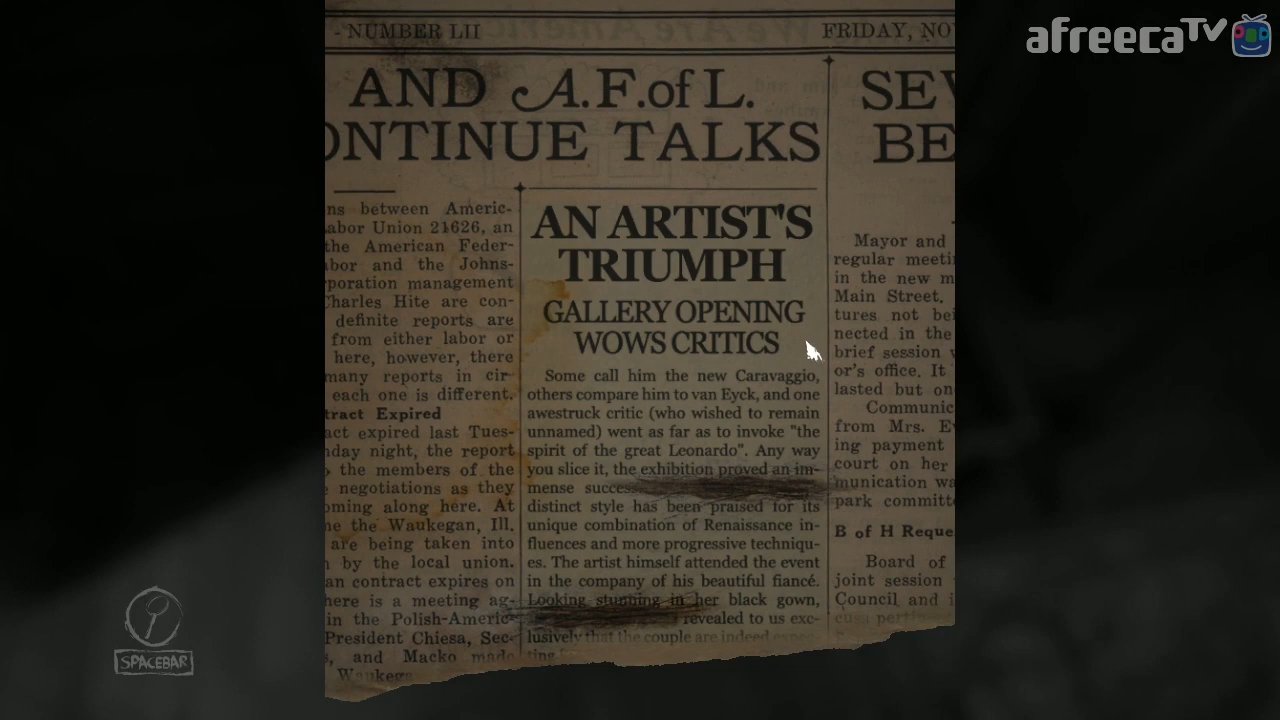 - NUMBER LII
FRIDAY, NO
afreecaTV
AND A.F.of L.
ONTINUE TALKS
ns between Americ-
abor Union 21626, an
the American Feder-
bor and the Johns-
poration management
Charles Hite are con-
definite reports are
from either labor or
here, however, there
many reports in cir-
each one is different.
tract Expired
act expired last Tues-
day night, the report
the members of the
negotiations as they
oming along here. At
e the Waukegan, Ill.
are being taken into
by the local union.
an contract expires on
here is a meeting ag-
in the Polish-Americ-
President Chiesa, Sec-
s, and Macko made
Waukega
AN ARTIST'S
TRIUMPH
GALLERY OPENING
WOWS CRITICS
Some call him the new Caravaggio,
others compare him to van Eyck, and one
awestruck critic (who wished to remain
unnamed) went as far as to invoke "the
spirit of the great Leonardo". Any way
you slice it, the exhibition proved an im-
mense success
distinct style has been praised for its
unique combination of Renaissance in-
fluences and more progressive techniqu-
es. The artist himself attended the event
in the company of his beautiful fiancé.
Looking stunning in her black gown,
revealed to us exc-
lusively that the couple are indeed expec-
ting
SEV
BE
Mayor and
regular meeti
in the new m
Main Street.
tures not bei
nected in the
brief session w
or's office. It
lasted but on
Communic
from Mrs. Ev
ing payment
court on her
munication wa
park committe
B of H Reque
Board of
joint session
Council and i
SPACEBAR